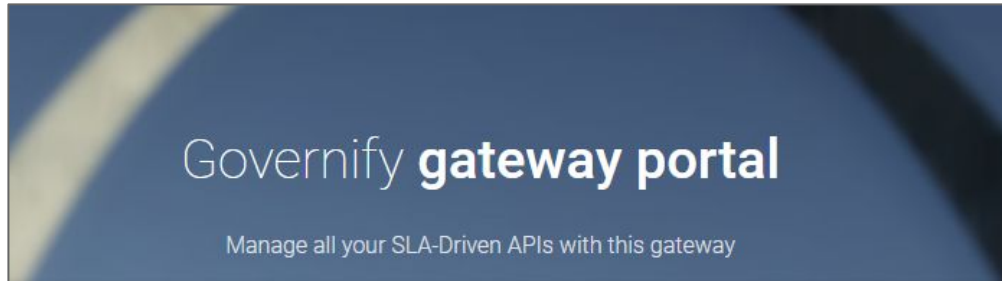 Governify gateway portal
Manage all your SLA-Driven APIs with this gateway